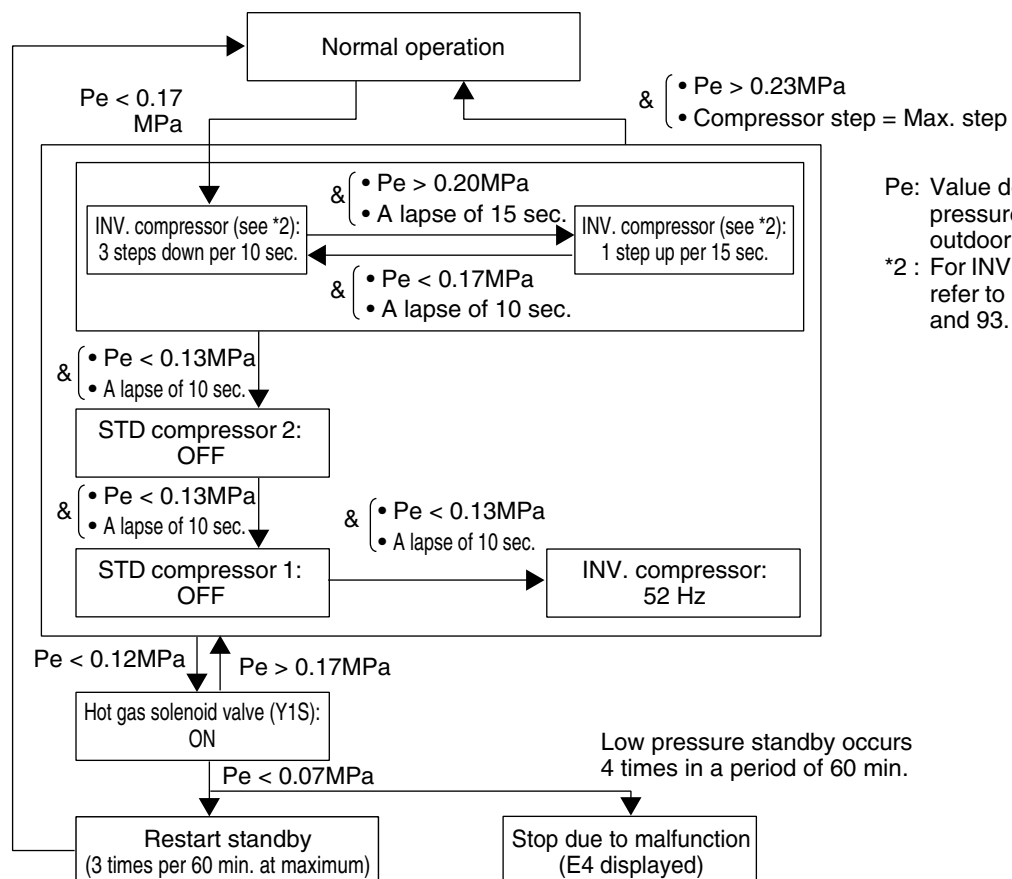 Normal operation
Pe < 0.17
MPa
&
• Pe > 0.23MPa
• Compressor step = Max. step
&
• Pe > 0.20MPa
• A lapse of 15 sec.
INV. compressor (see *2):
3 steps down per 10 sec.
INV. compressor (see *2):
1 step up per 15 sec.
&
• Pe < 0.17MPa
• A lapse of 10 sec.
Pe: Value
pressure
outdoor
*2 : For INV
refer to
and 93.
&
• Pe < 0.13MPa
• A lapse of 10 sec.
STD compressor 2:
OFF
&
• Pe < 0.13MPa
• A lapse of 10 sec.
&
• Pe < 0.13MPa
• A lapse of 10 sec.
STD compressor 1:
OFF
INV. compressor:
52 Hz
Pe < 0.12MPa
Pe > 0.17MPa
Hot gas solenoid valve (Y1S):
ON
Pe < 0.07MPa
Low pressure standby occurs
4 times in a period of 60 min.
Restart standby
(3 times per 60 min. at maximum)
Stop due to malfunction
(E4 displayed)